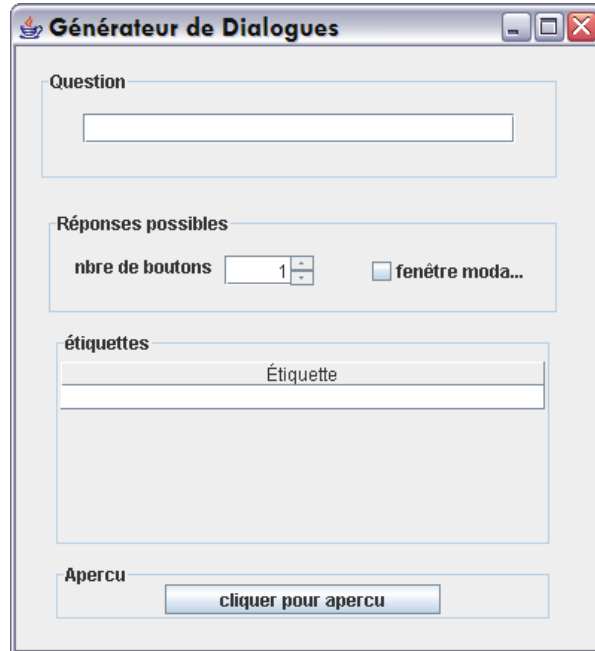 Générateur de Dialogues
Question
Réponses possibles
nbre de boutons 1 fenêtre moda...
étiquettes
Étiquette
Apercu
cliquer pour apercu